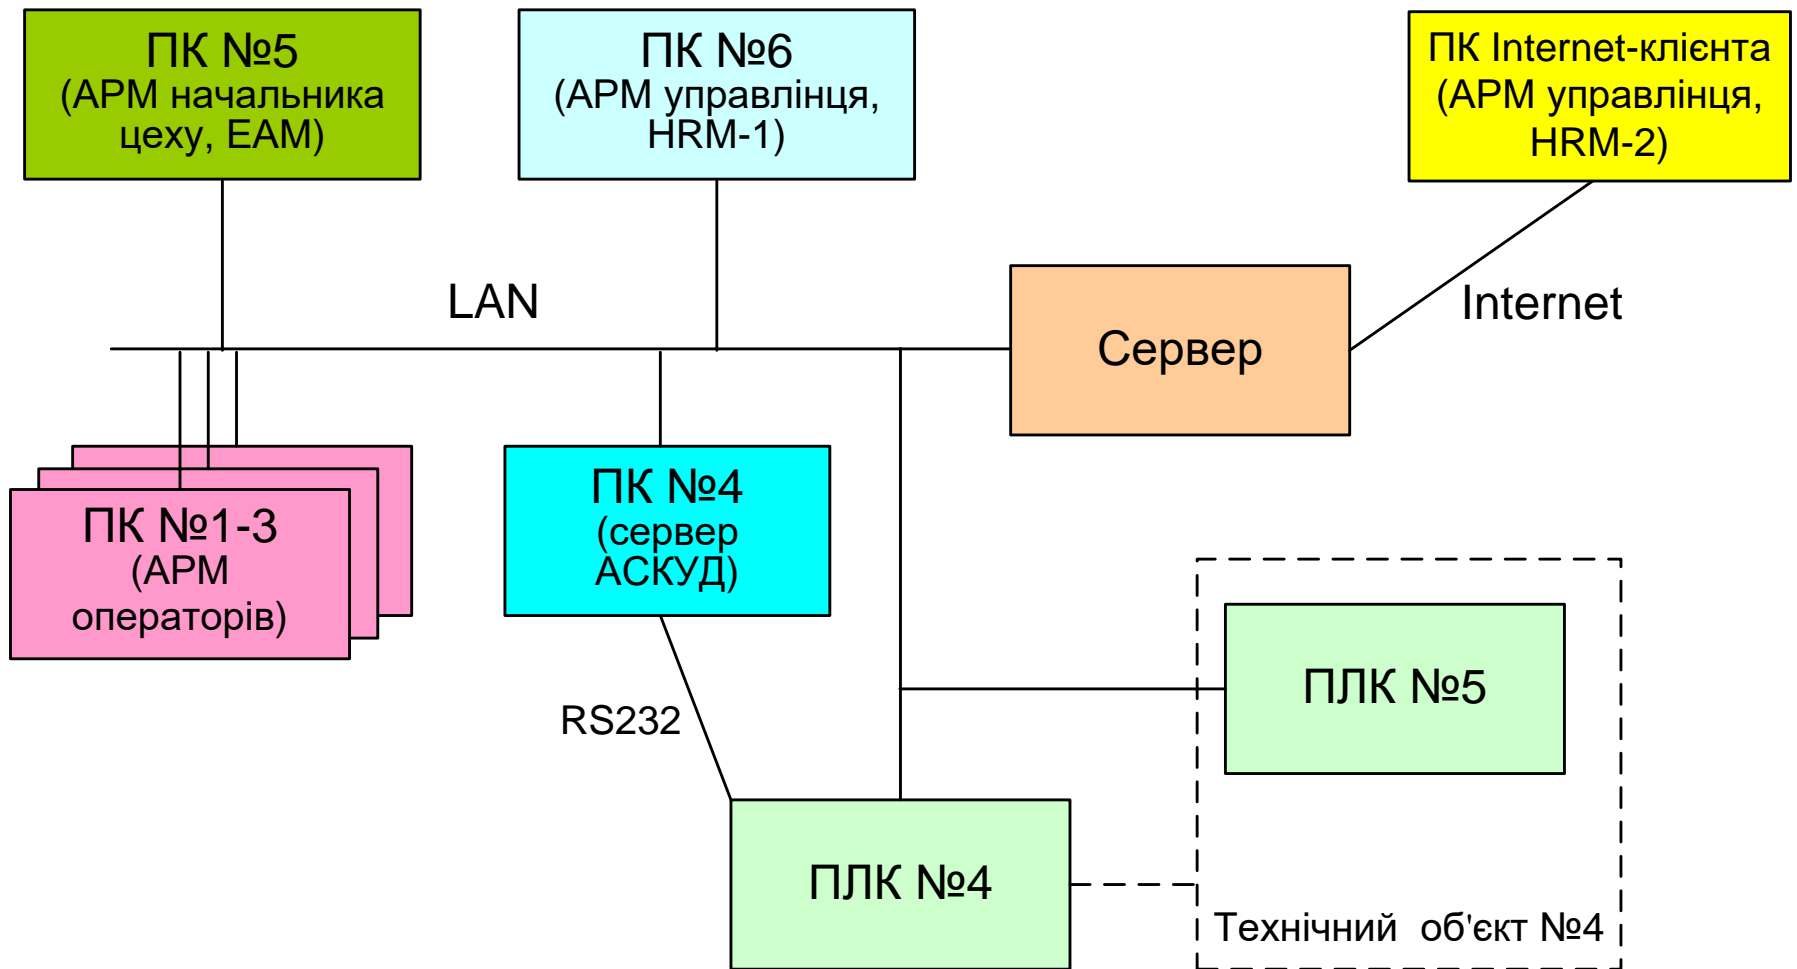 ПК №5
(АРМ начальника
цеху, ЕАМ)
ПК №6
(АРМ управлінця,
HRM-1)
ПК Internet-клієнта
(АРМ управлінця,
HRM-2)
LAN
Internet
Сервер
ПК №4
(сервер
АСКУД)
ПК №1-3
(АРМ
операторів)
RS232
ПЛК №5
ПЛК №4
Технічний об'єкт №4